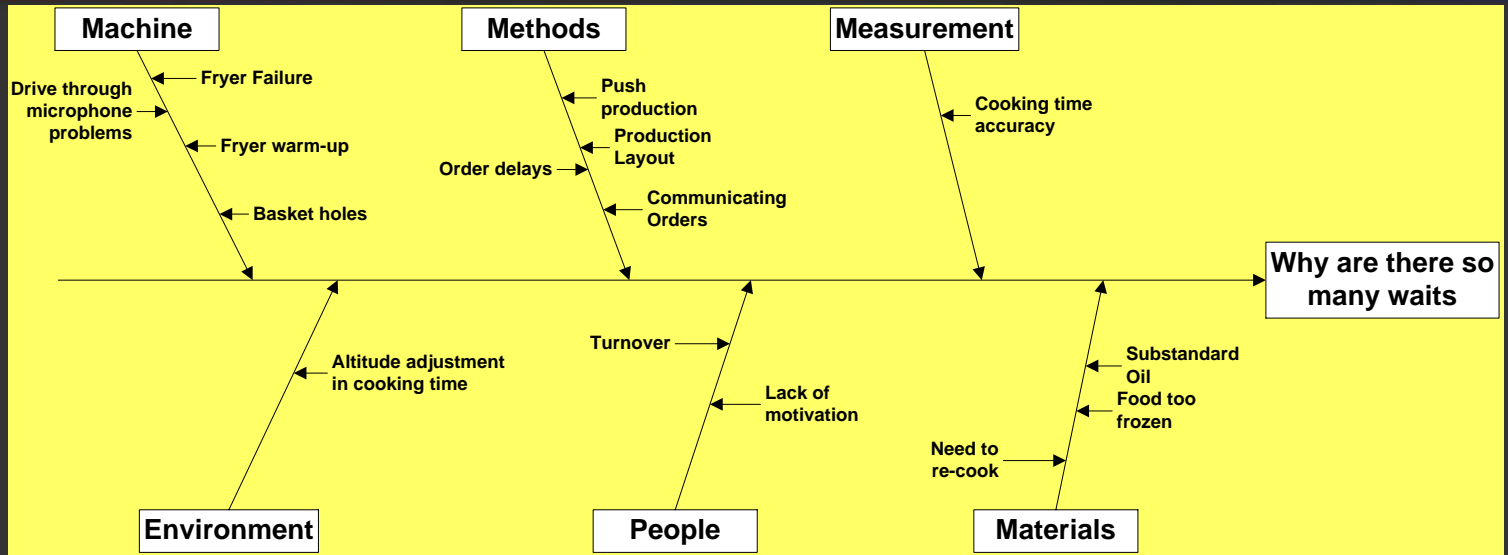 Machine
Methods
Measurement
Fryer Failure
Drive through
microphone
problems
Fryer warm-up
Basket holes
Push
production
Production
Layout
Order delays
Communicating
Orders
Cooking time
accuracy
Why are there so
many waits
Altitude adjustment
in cooking time
Turnover
Lack of
motivation
Substandard
Oil
Food too
frozen
Need to
re-cook
Environment
People
Materials